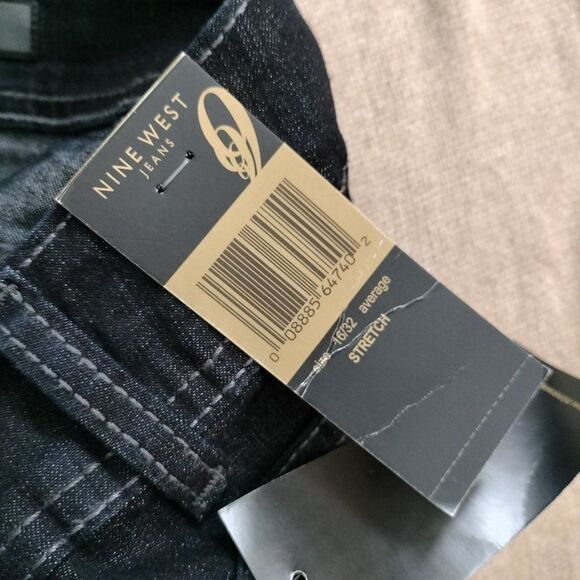 NINE WEST
JEANS
0 08885 64740 2
size 16/32 average
STRETCH